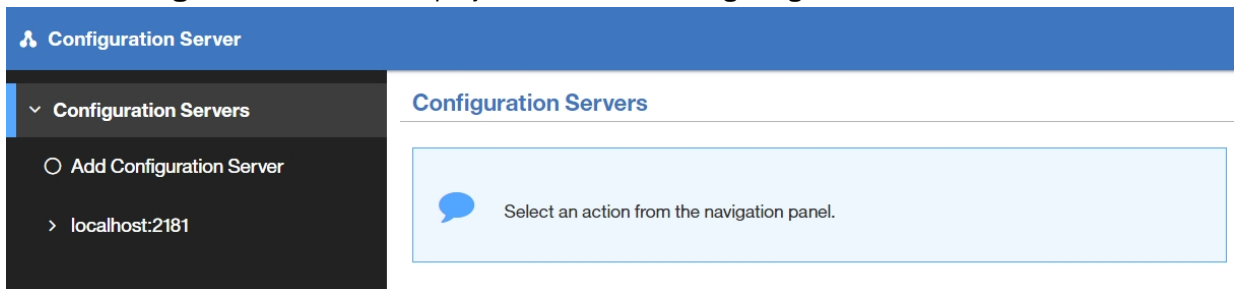 Configuration Server
Configuration Servers
Add Configuration Server
localhost:2181
Configuration Servers
Select an action from the navigation panel.